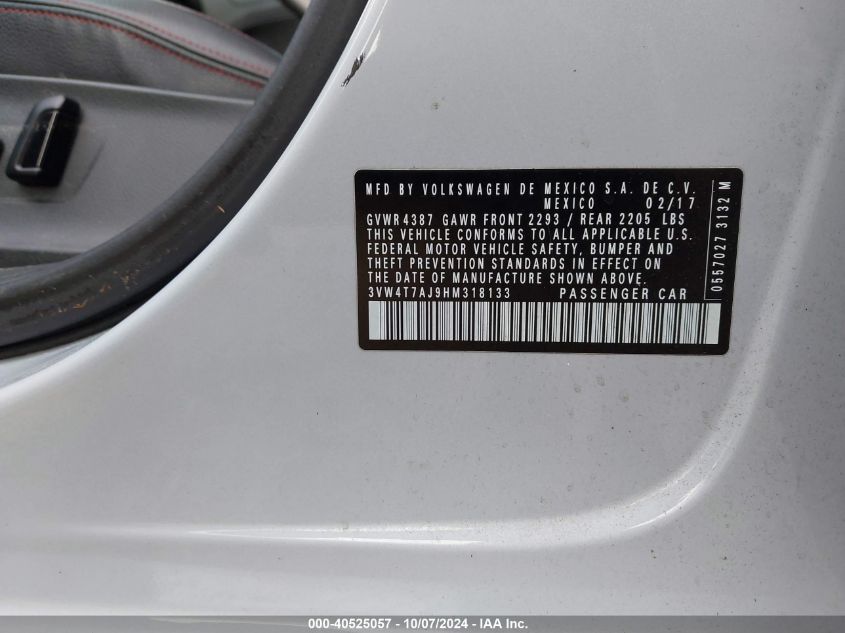 MFD BY VOLKSWAGEN DE MEXICO S.A. DE C.V.
MEXICO 02/17
GVWR 4387 GAWR FRONT 2293 / REAR 2205 LBS
THIS VEHICLE CONFORMS TO ALL APPLICABLE U.S.
FEDERAL MOTOR VEHICLE SAFETY, BUMPER AND
THEFT PREVENTION STANDARDS IN EFFECT ON
THE DATE OF MANUFACTURE SHOWN ABOVE.
3VW4T7AJ9HM318133 PASSENGER CAR
0557027 3132 M
000-40525057 - 10/07/2024 - IAA Inc.